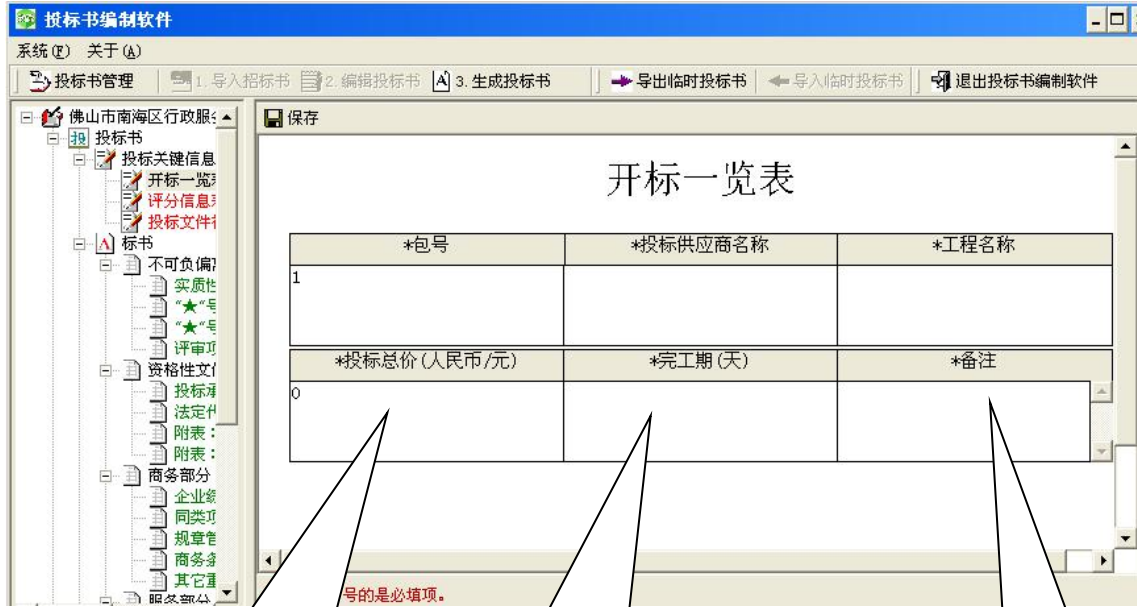 投标书编制软件
系统(F) 关于(A)
投标书管理 1.导入招标书 2.编辑投标书 3.生成投标书 导出临时投标书 导入临时投标书 退出投标书编制软件
佛山市南海区行政服务
投标书
投标关键信息
开标一览
评分信息
投标文件
标书
不可负偏
实质性
"★"号
"★"号
评审项
资格性文件
投标承
法定代
附表:
附表:
商务部分
企业综
同类项
规章管
商务条
其它重
服务部分
保存
开标一览表
*包号 *投标供应商名称 *工程名称
1
*投标总价(人民币/元) *完工期(天) *备注
0
号的是必填项。